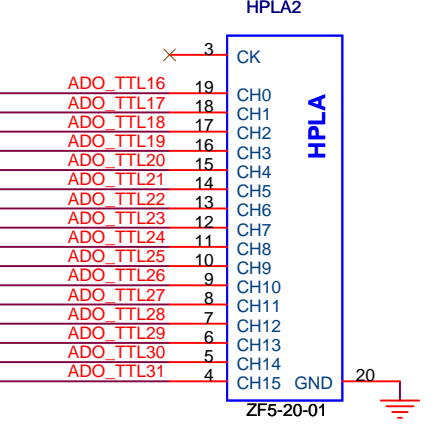 HPLA2
3 CK
ADO_TTL16 19 CH0
ADO_TTL17 18 CH1
ADO_TTL18 17 CH2
ADO_TTL19 16 CH3
ADO_TTL20 15 CH4
ADO_TTL21 14 CH5
ADO_TTL22 13 CH6
ADO_TTL23 12 CH7
ADO_TTL24 11 CH8
ADO_TTL25 10 CH9
ADO_TTL26 9 CH10
ADO_TTL27 8 CH11
ADO_TTL28 7 CH12
ADO_TTL29 6 CH13
ADO_TTL30 5 CH14
ADO_TTL31 4 CH15 GND 20
HPLA
ZF5-20-01